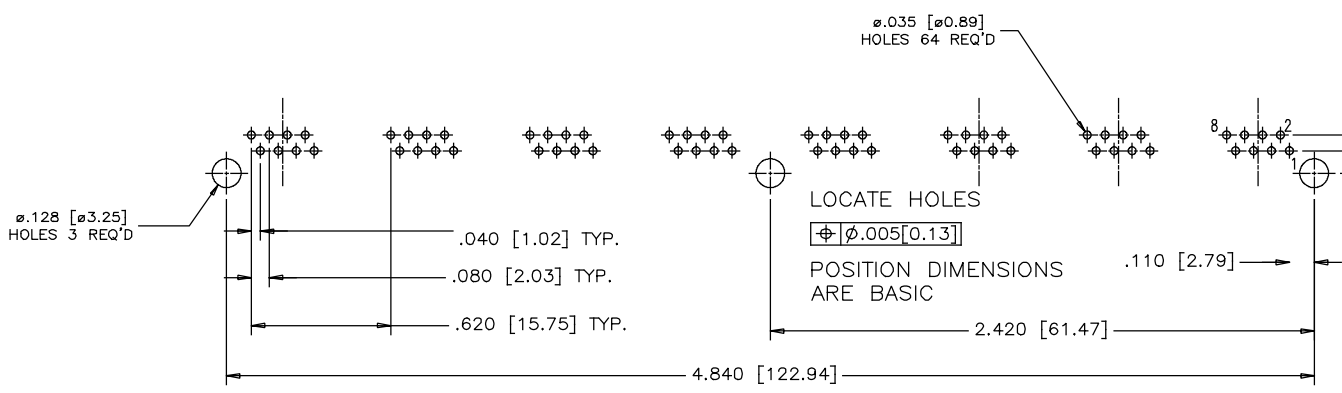 ø.035 [ø0.89]
HOLES 64 REQ'D
8
2
1
ø.128 [ø3.25]
HOLES 3 REQ'D
LOCATE HOLES
⌖ ø.005[0.13]
POSITION DIMENSIONS
ARE BASIC
.040 [1.02] TYP.
.080 [2.03] TYP.
.110 [2.79]
.620 [15.75] TYP.
2.420 [61.47]
4.840 [122.94]